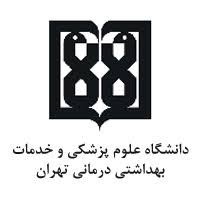 دانشگاه علوم پزشکی و خدمات
بهداشتی درمانی تهران